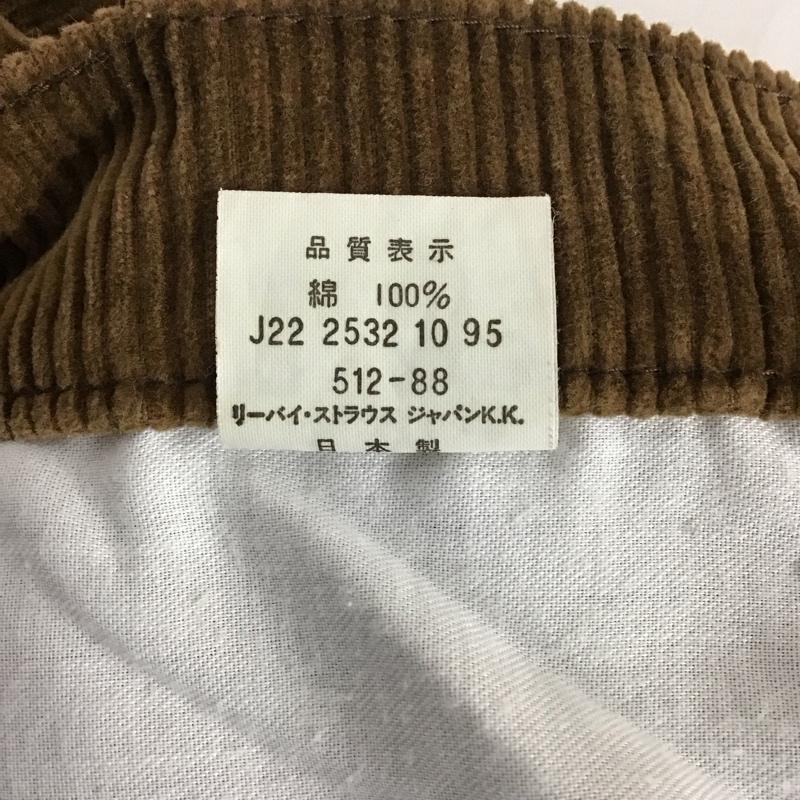 品質表示
綿 100%
J22 2532 10 95
512-88
リーバイ・ストラウス ジャパンK.K.
日本製